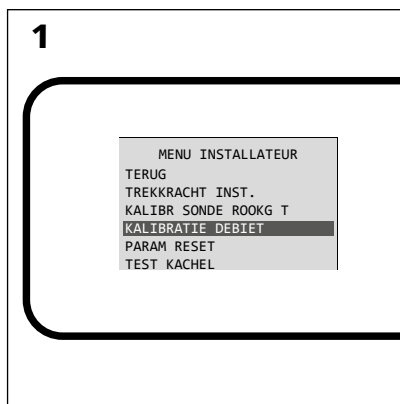 1
MENU INSTALLATEUR
TERUG
TREKKRACHT INST.
KALIBR SONDE ROOKG T
KALIBRATIE DEBIET
PARAM RESET
TEST KACHEL